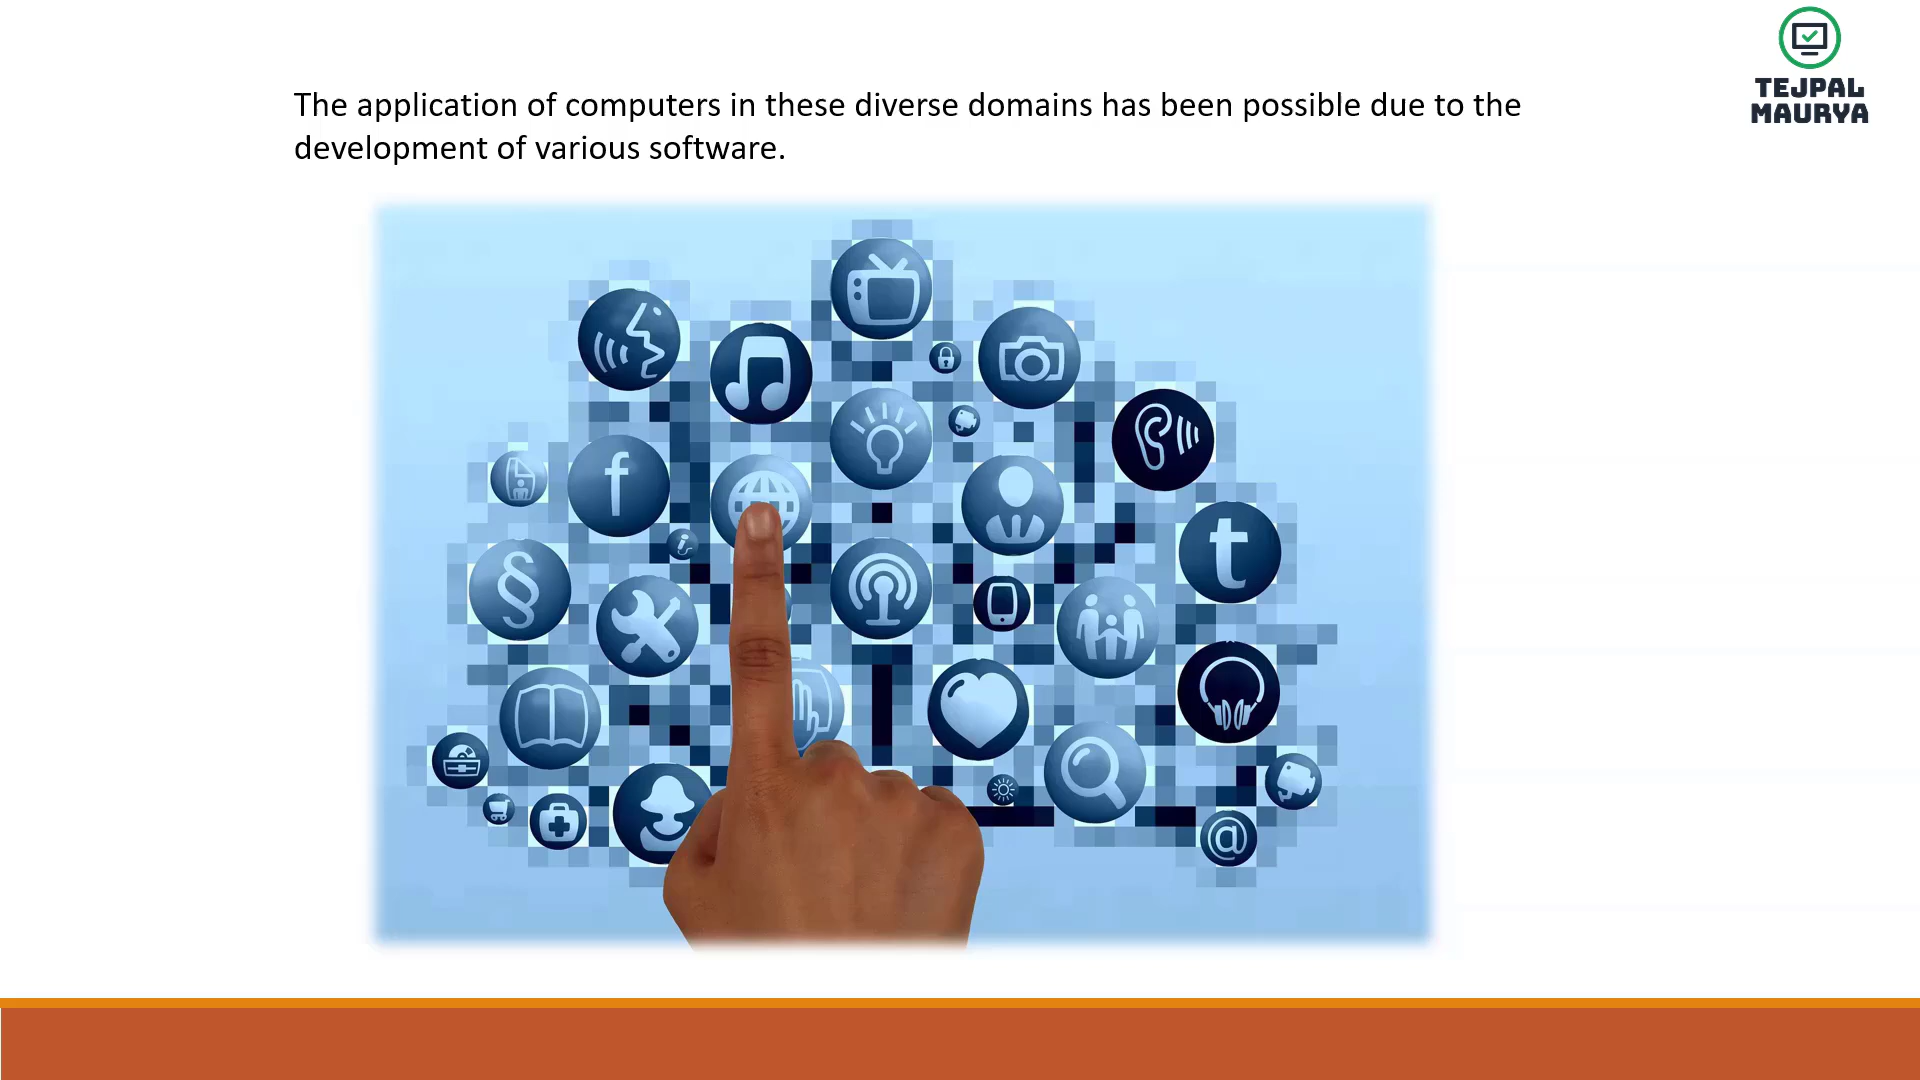 TEJPAL
MAURYA
The application of computers in these diverse domains has been possible due to the
development of various software.
f
t
§
i
@